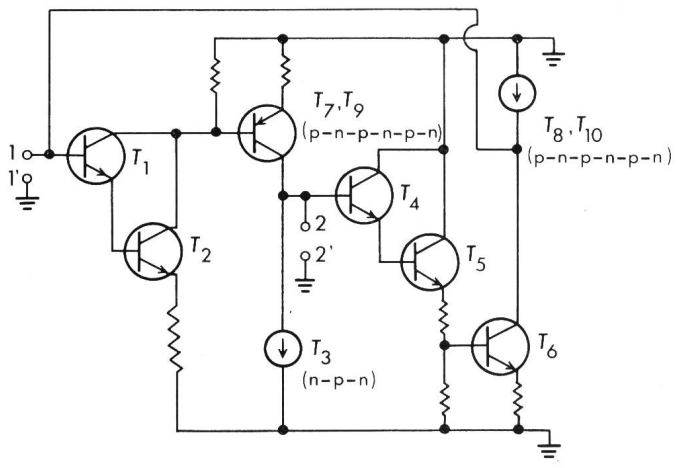 T7, T9
(p-n-p-n-p-n)
T8, T10
(p-n-p-n-p-n)
1
1'
T1
T2
T4
2
2'
T5
T3
(n-p-n)
T6